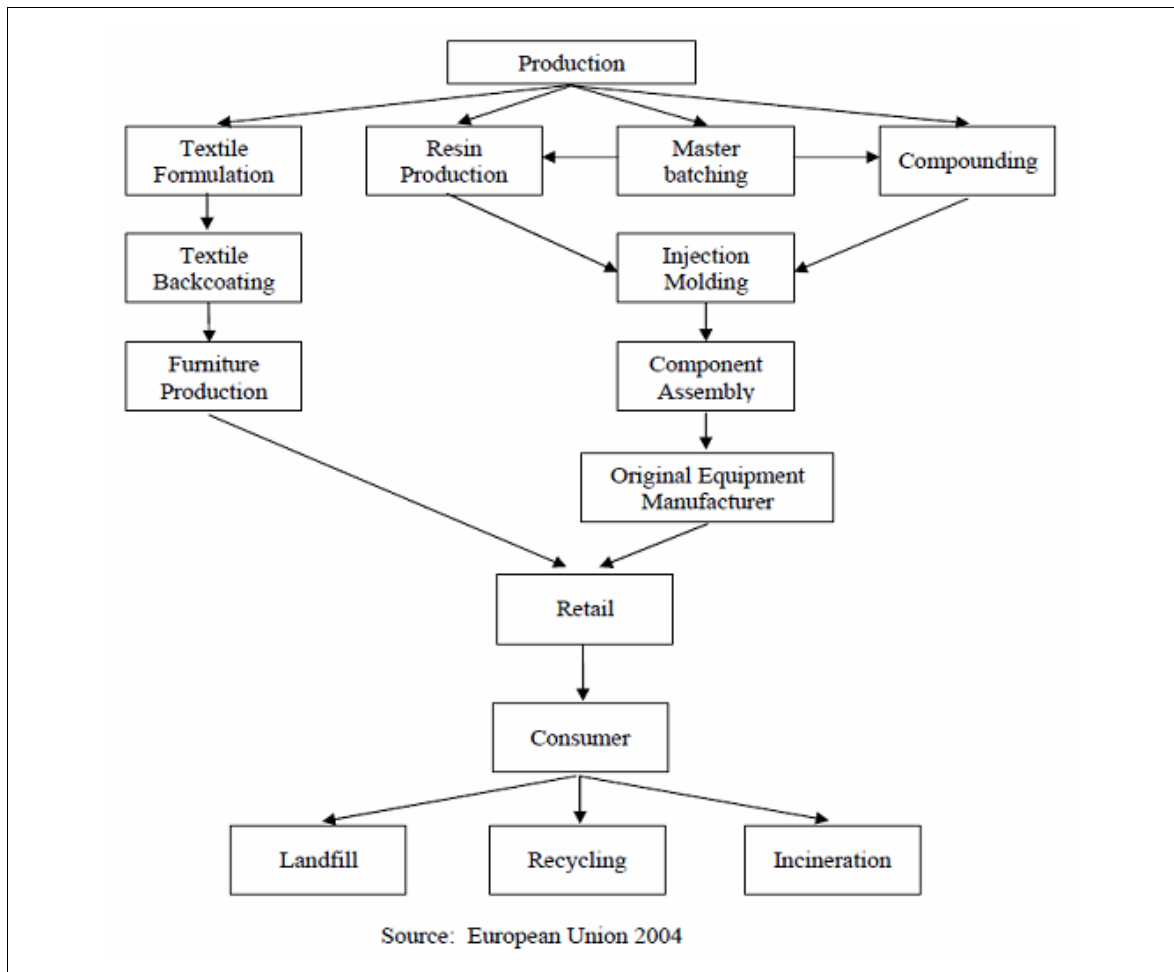 Production
Textile
Formulation
Resin
Production
Master
batching
Compounding
Textile
Backcoating
Injection
Molding
Furniture
Production
Component
Assembly
Original Equipment
Manufacturer
Retail
Consumer
Landfill
Recycling
Incineration
Source: European Union 2004